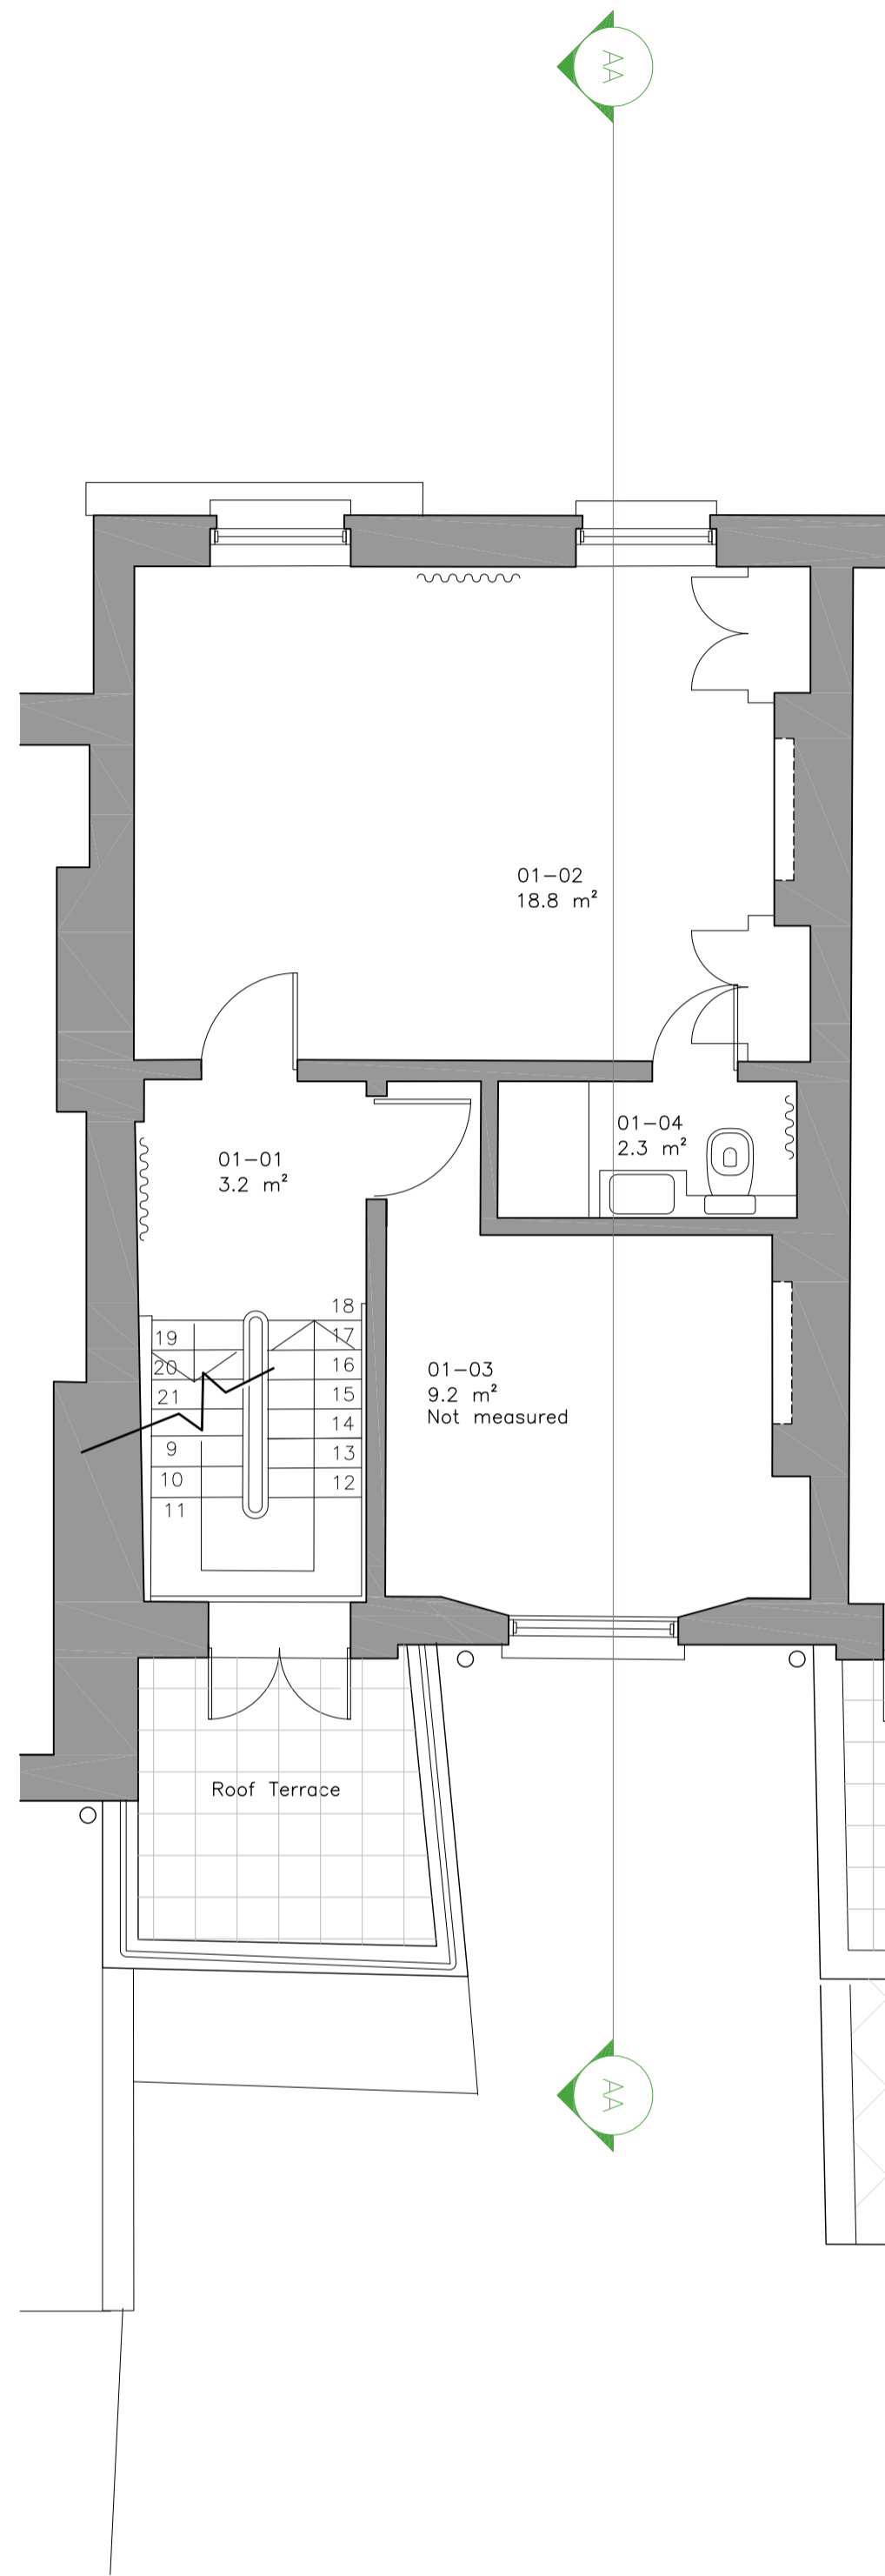 AA
01-02
18.8 m²
01-04
2.3 m²
01-01
3.2 m²
18
19
17
20
16
01-03
9.2 m²
Not measured
21
15
14
9
13
10
12
11
Roof Terrace
AA